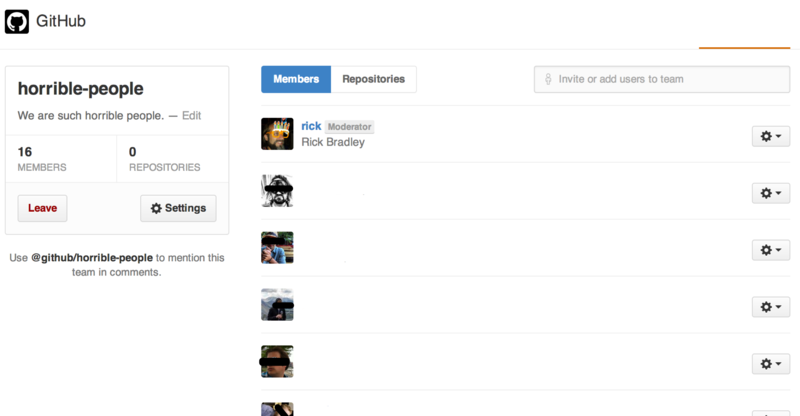 GitHub
horrible-people
We are such horrible people. — Edit
16
MEMBERS
0
REPOSITORIES
Leave
Settings
Use @github/horrible-people to mention this
team in comments.
Members
Repositories
Invite or add users to team
rick Moderator
Rick Bradley